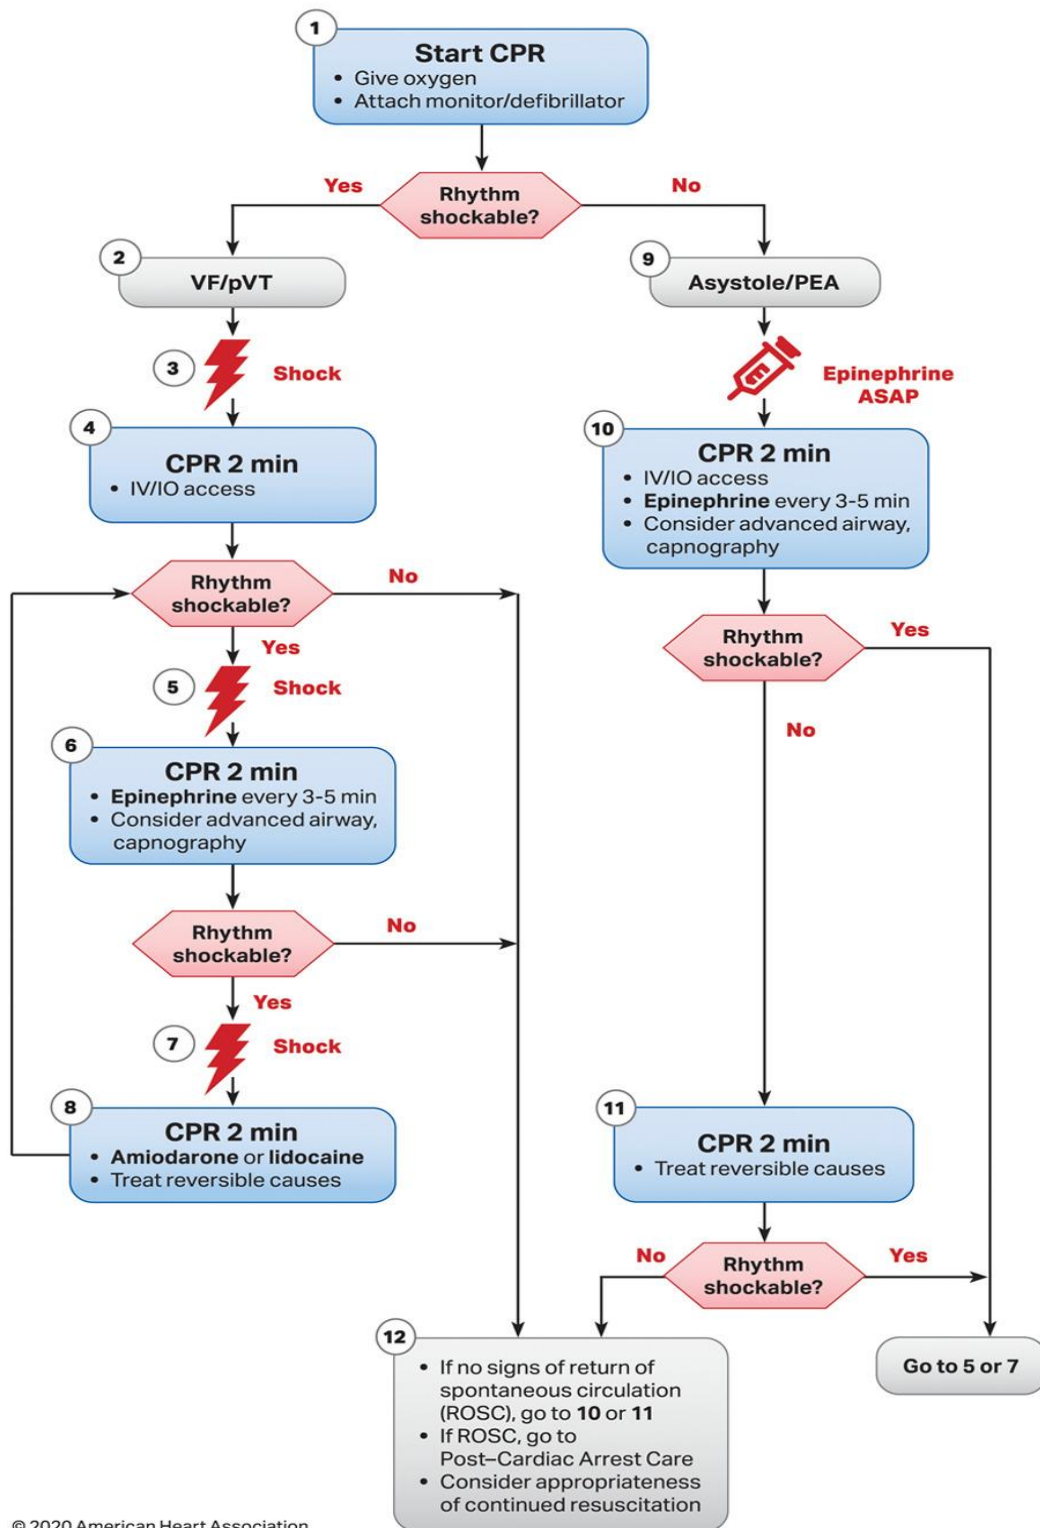 1
Start CPR
• Give oxygen
• Attach monitor/defibrillator
Rhythm
shockable?
Yes
No
2
VF/pVT
3
Shock
4
CPR 2 min
• IV/IO access
Rhythm
shockable?
No
Yes
5
Shock
6
CPR 2 min
• Epinephrine every 3-5 min
• Consider advanced airway,
capnography
Rhythm
shockable?
No
Yes
7
Shock
8
CPR 2 min
• Amiodarone or lidocaine
• Treat reversible causes
9
Asystole/PEA
Epinephrine
ASAP
10
CPR 2 min
• IV/IO access
• Epinephrine every 3-5 min
• Consider advanced airway,
capnography
Rhythm
shockable?
Yes
No
11
CPR 2 min
• Treat reversible causes
Rhythm
shockable?
No
Yes
12
• If no signs of return of
spontaneous circulation
(ROSC), go to 10 or 11
• If ROSC, go to
Post–Cardiac Arrest Care
• Consider appropriateness
of continued resuscitation
Go to 5 or 7
© 2020 American Heart Association